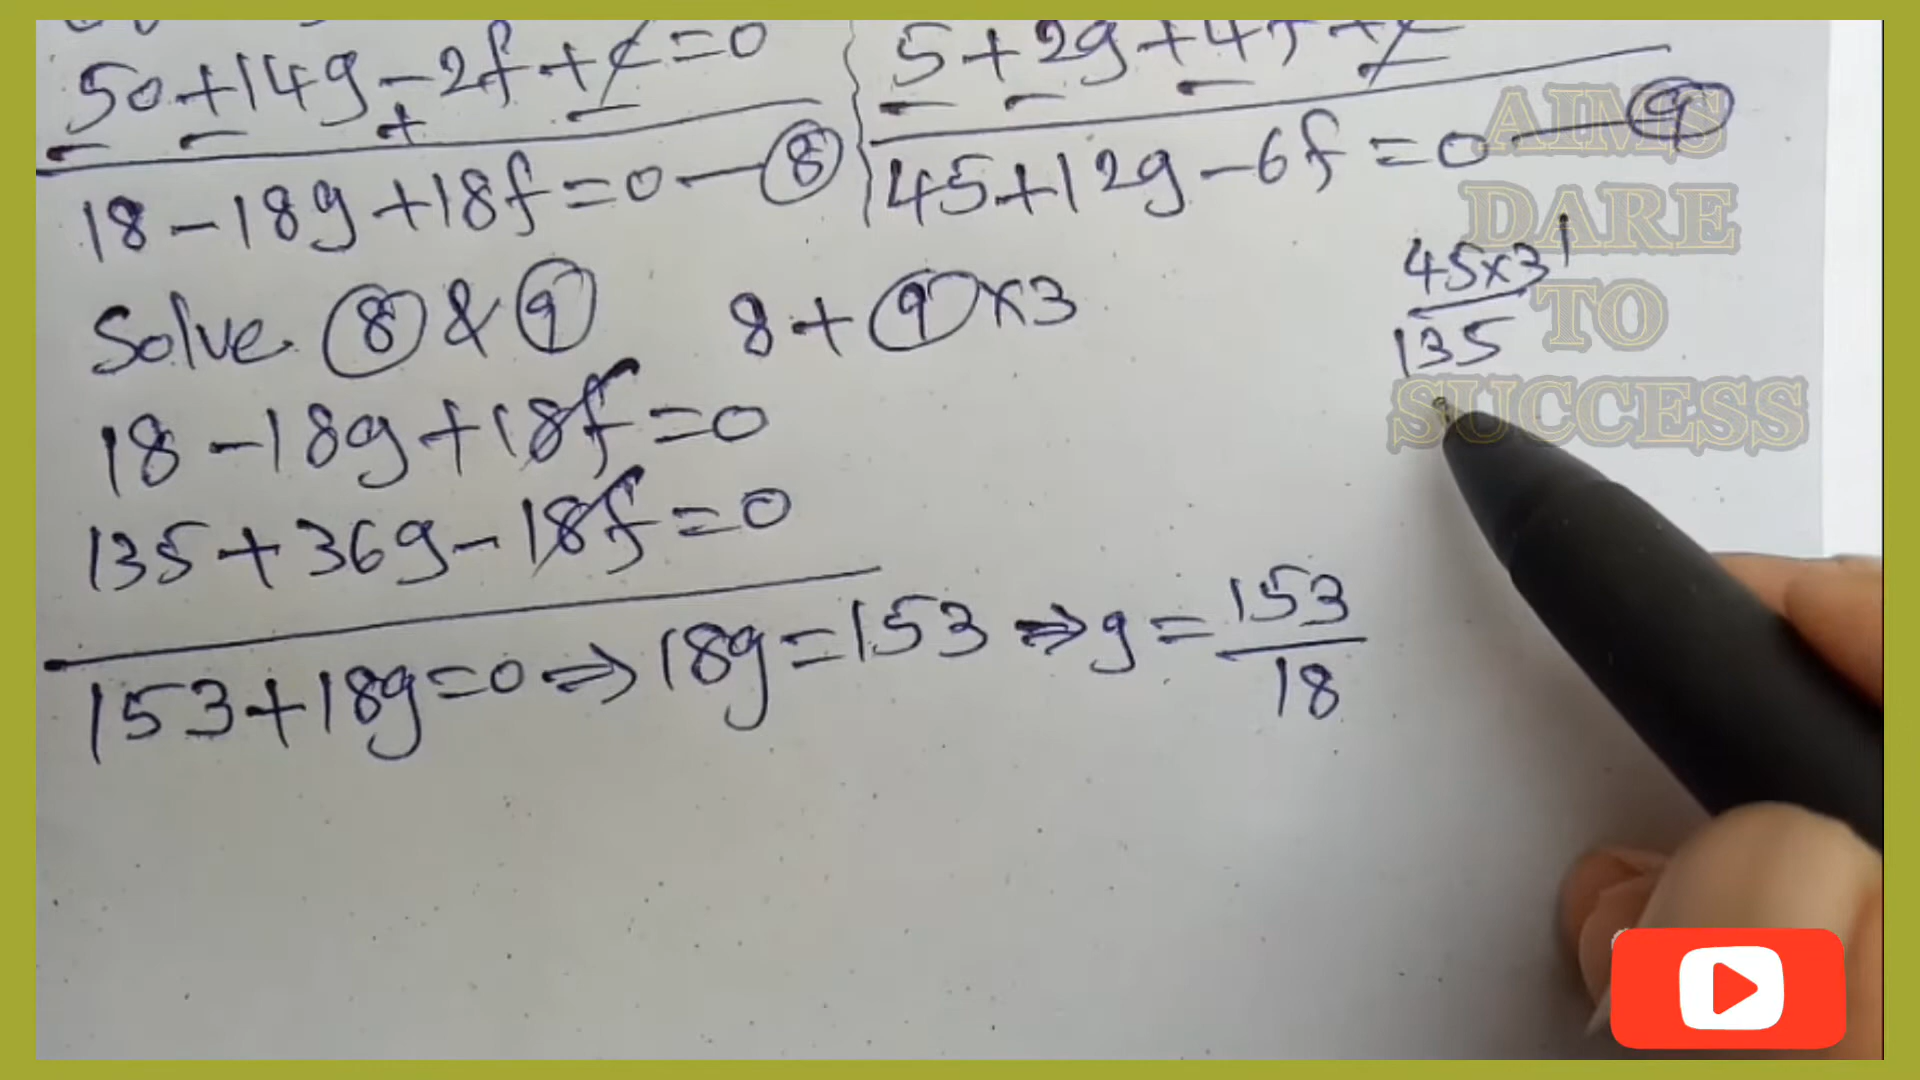 50+14g-2f+c=0
- - + -
18-18g+18f=0 — 8
5+2g+4f+c
- - - -
45+12g-6f=0 — 9
Solve 8 & 9 8+9×3
45×3
135
18-18g+18f=0
135+36g-18f=0
153+18g=0 ⇒ 18g=153 ⇒ g=153/18
AIMS
DARE
TO
SUCCESS